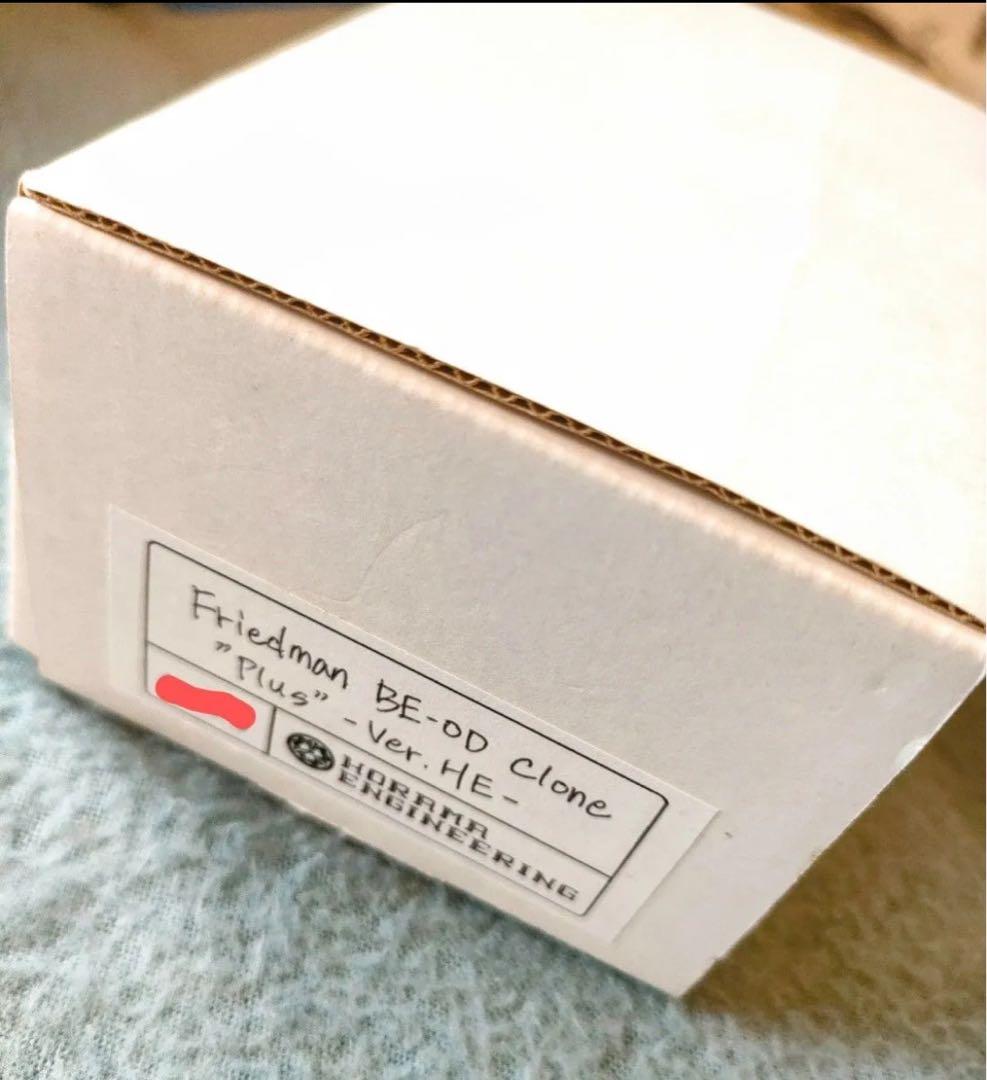 Friedman BE-OD Clone
"Plus" - Ver. HE -
HORAMA
ENGINEERING